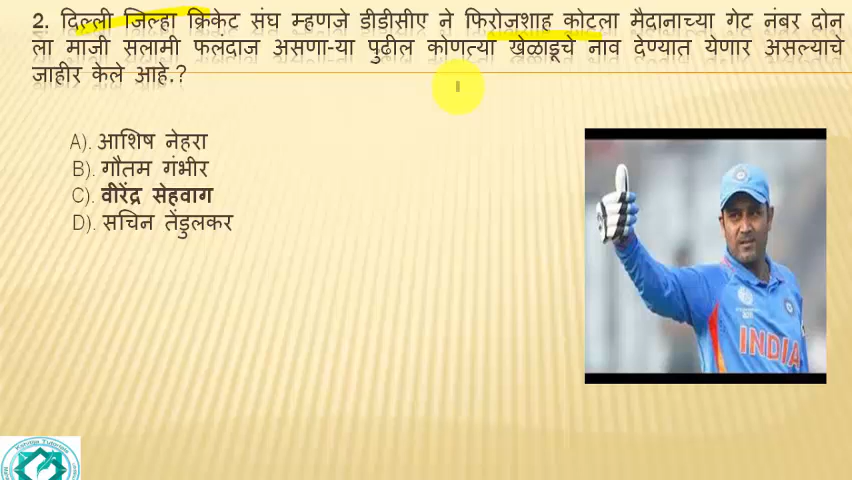 2. दिल्ली जिल्हा क्रिकेट संघ म्हणजे डीडीसीए ने फिरोजशाह कोटला मैदानाच्या गेट नंबर दोन
ला माजी सलामी फलंदाज असणा-या पुढील कोणत्या खेळाडूचे नाव देण्यात येणार असल्याचे
जाहीर केले आहे.?
A). आशिष नेहरा
B). गौतम गंभीर
C). वीरेंद्र सेहवाग
D). सचिन तेंडुलकर
INDIA